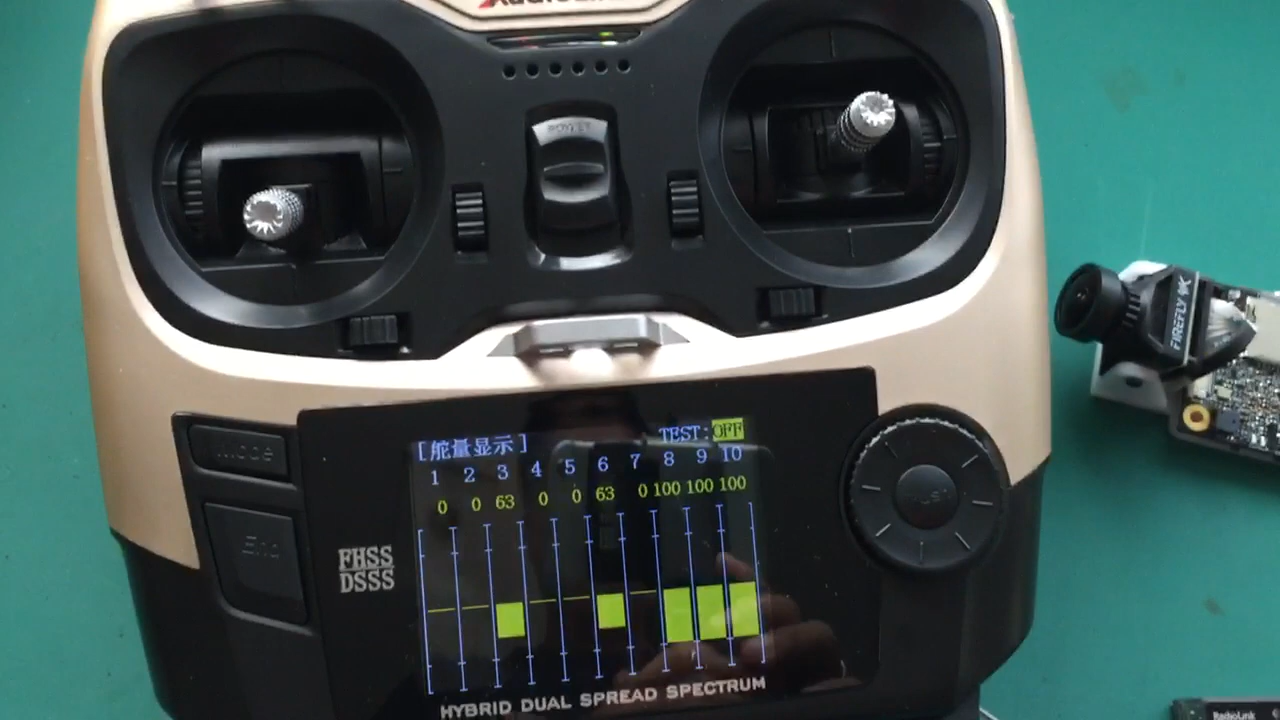 RadioLink
POWER
FIREFLY 4K
Mode
End
PUSH
[舵量显示] TEST:OFF
1 2 3 4 5 6 7 8 9 10
0 0 63 0 0 63 0 100 100 100
FHSS
DSSS
HYBRID DUAL SPREAD SPECTRUM
RadioLink